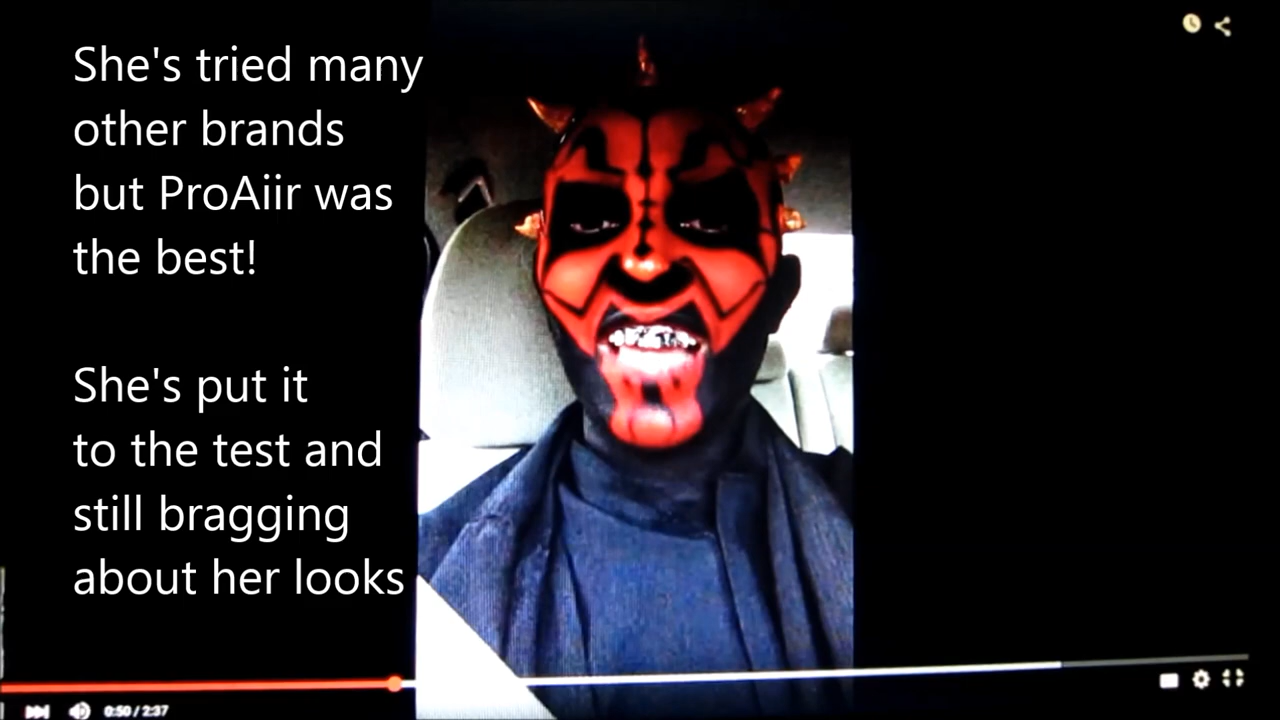 She's tried many
other brands
but ProAiir was
the best!
She's put it
to the test and
still bragging
about her looks
0:50 / 2:37